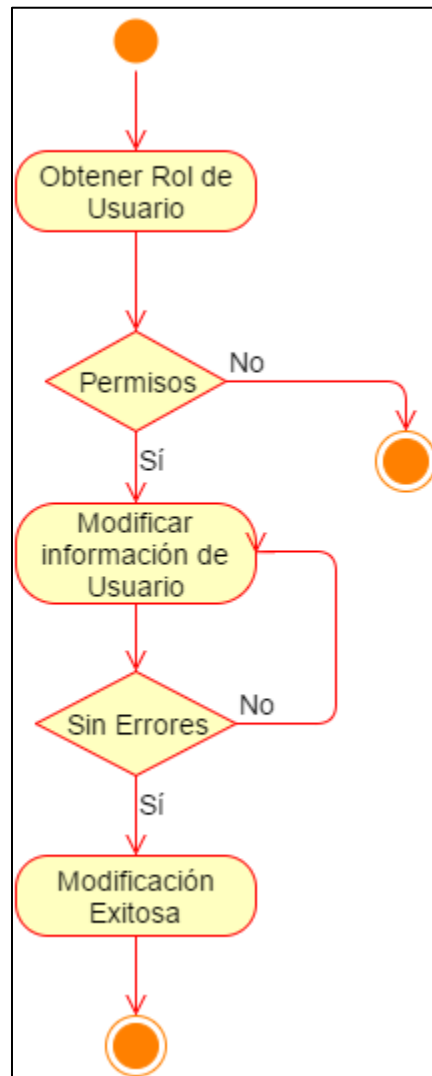 Obtener Rol de
Usuario
Permisos
No
Sí
Modificar
información de
Usuario
Sin Errores
No
Sí
Modificación
Exitosa